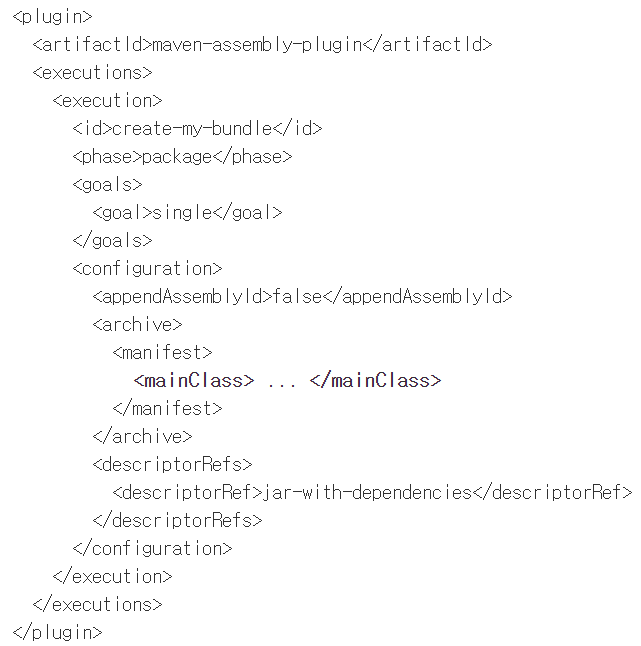 <plugin>
  <artifactId>maven-assembly-plugin</artifactId>
  <executions>
    <execution>
      <id>create-my-bundle</id>
      <phase>package</phase>
      <goals>
        <goal>single</goal>
      </goals>
      <configuration>
        <appendAssemblyId>false</appendAssemblyId>
        <archive>
          <manifest>
            <mainClass> ... </mainClass>
          </manifest>
        </archive>
        <descriptorRefs>
          <descriptorRef>jar-with-dependencies</descriptorRef>
        </descriptorRefs>
      </configuration>
    </execution>
  </executions>
</plugin>